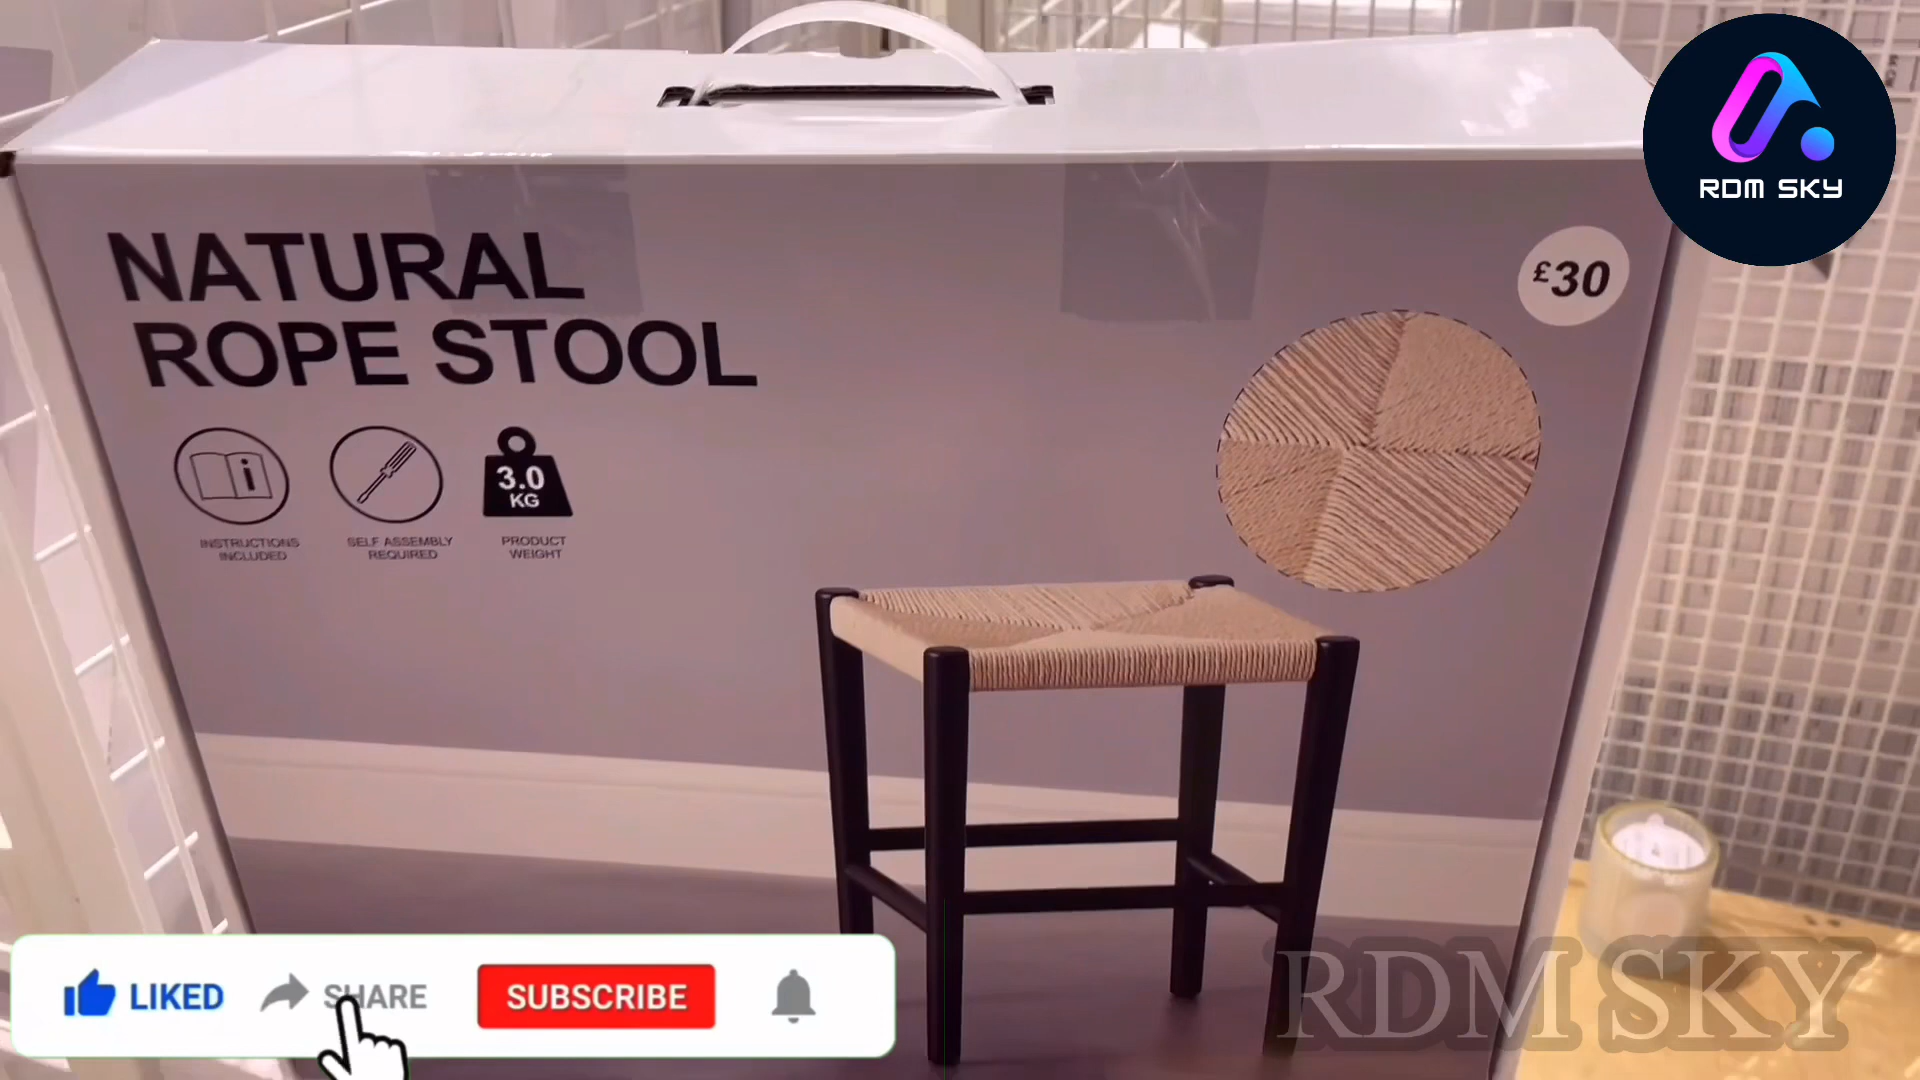 RDM SKY
NATURAL
ROPE STOOL
£30
3.0
KG
INSTRUCTIONS
INCLUDED
SELF ASSEMBLY
REQUIRED
PRODUCT
WEIGHT
LIKED
SHARE
SUBSCRIBE
RDM SKY